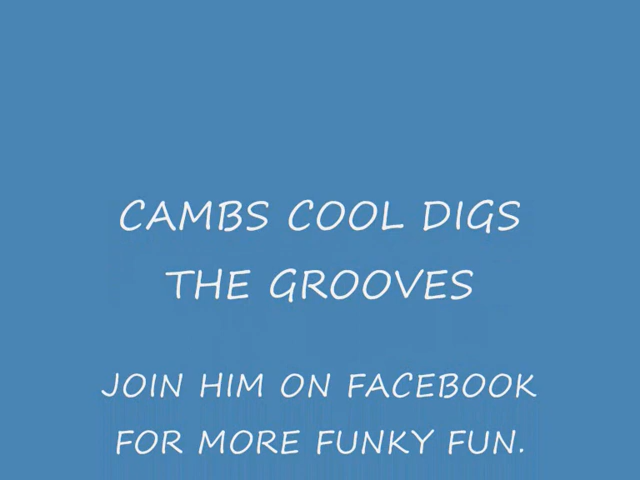 CAMBS COOL DIGS
THE GROOVES
JOIN HIM ON FACEBOOK
FOR MORE FUNKY FUN.